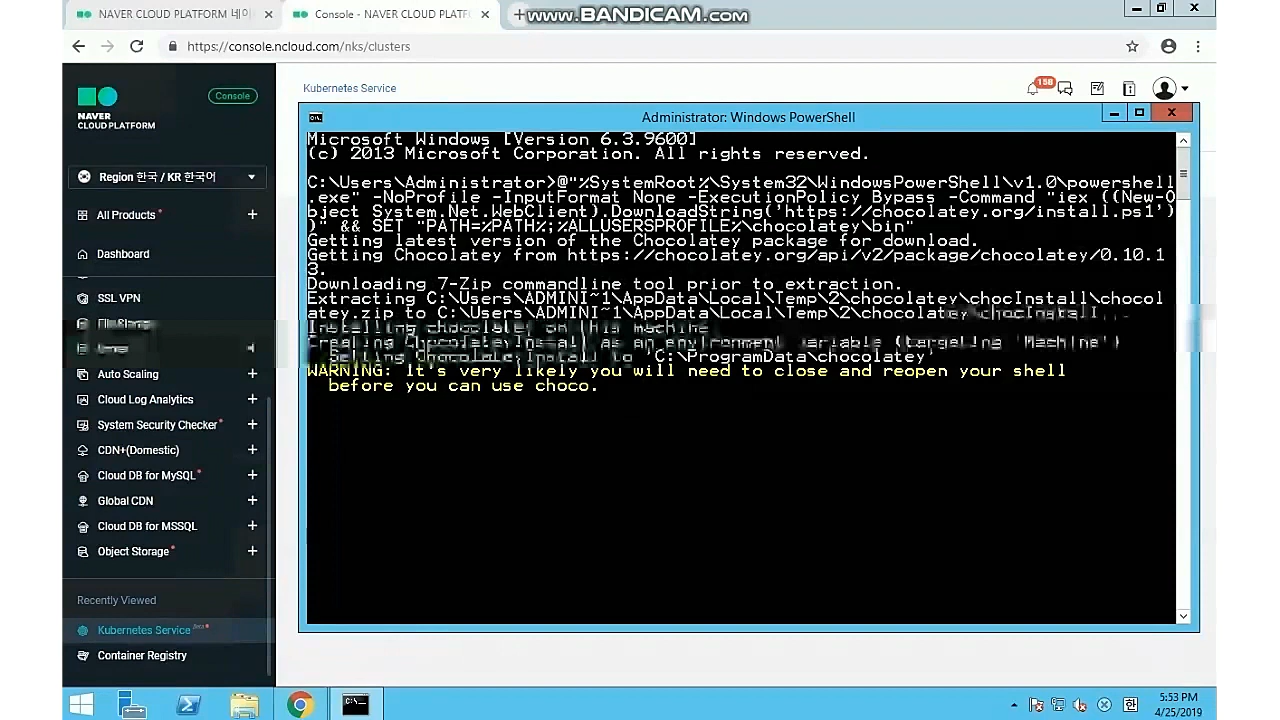 NAVER CLOUD PLATFORM 네이
Console - NAVER CLOUD PLATF
www.BANDICAM.com
https://console.ncloud.com/nks/clusters
NAVER
CLOUD PLATFORM
Console
Region 한국 / KR 한국어
All Products
Dashboard
SSL VPN
Auto Scaling
Cloud Log Analytics
System Security Checker
CDN+(Domestic)
Cloud DB for MySQL
Global CDN
Cloud DB for MSSQL
Object Storage
Recently Viewed
Kubernetes Service Beta
Container Registry
Kubernetes Service
158
Administrator: Windows PowerShell
Microsoft Windows [Version 6.3.9600]
(c) 2013 Microsoft Corporation. All rights reserved.
C:\Users\Administrator>@"%SystemRoot%\System32\WindowsPowerShell\v1.0\powershell
.exe" -NoProfile -InputFormat None -ExecutionPolicy Bypass -Command "iex ((New-O
bject System.Net.WebClient).DownloadString('https://chocolatey.org/install.ps1')
)" && SET "PATH=%PATH%;%ALLUSERSPROFILE%\chocolatey\bin"
Getting latest version of the Chocolatey package for download.
Getting Chocolatey from https://chocolatey.org/api/v2/package/chocolatey/0.10.1
3.
Downloading 7-Zip commandline tool prior to extraction.
Extracting C:\Users\ADMINI~1\AppData\Local\Temp\2\chocolatey\chocInstall\chocol
atey.zip to C:\Users\ADMINI~1\AppData\Local\Temp\2\chocolatey\chocInstall
Installing chocolatey on this machine
Creating ChocolateyInstall as an environment variable (targeting 'Machine')
Setting ChocolateyInstall to 'C:\ProgramData\chocolatey'
WARNING: It's very likely you will need to close and reopen your shell
before you can use choco.
C:\
한
5:53 PM
4/25/2019